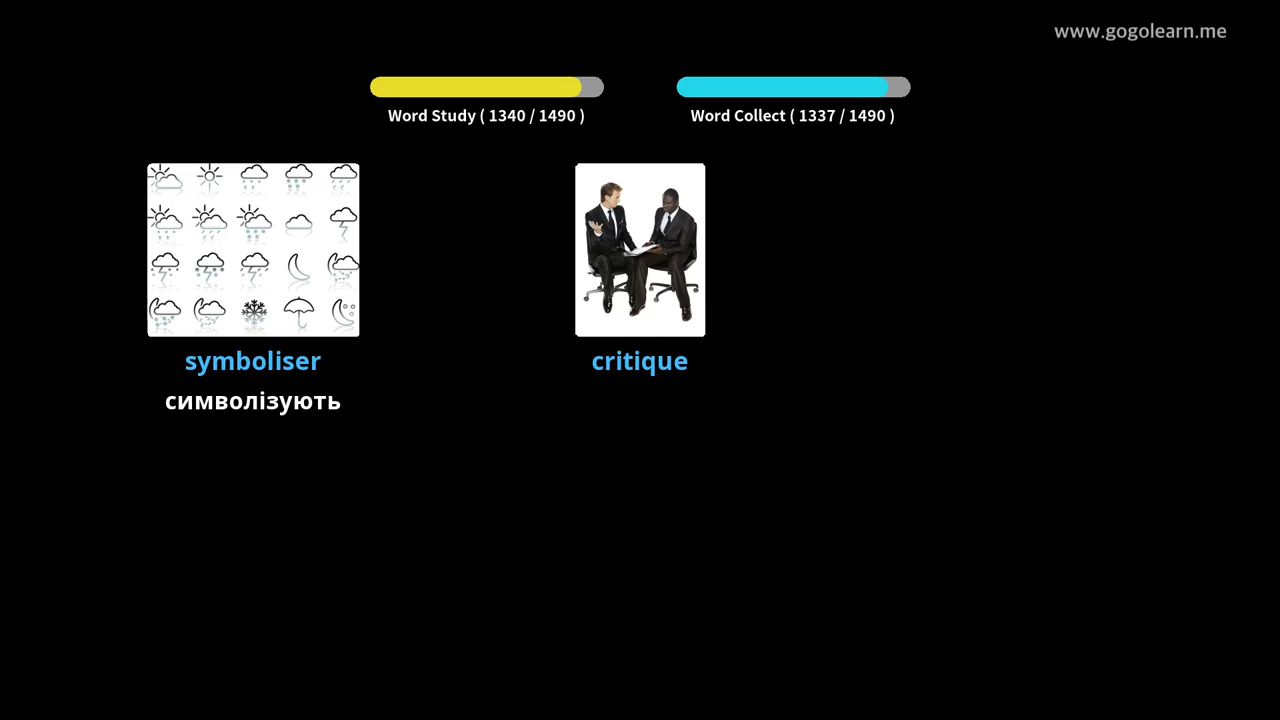 www.gogolearn.me
Word Study ( 1340 / 1490 )
Word Collect ( 1337 / 1490 )
symboliser
символізують
critique